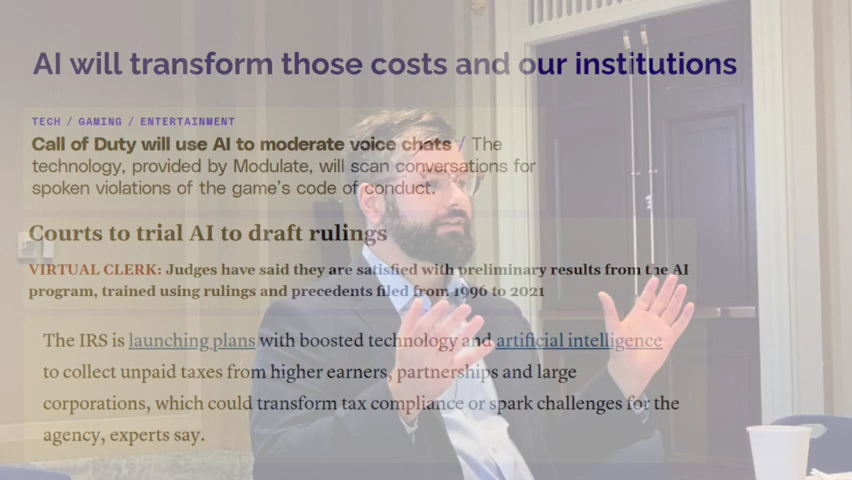 AI will transform those costs and our institutions
TECH / GAMING / ENTERTAINMENT
Call of Duty will use AI to moderate voice chats / The
technology, provided by Modulate, will scan conversations for
spoken violations of the game's code of conduct.
Courts to trial AI to draft rulings
VIRTUAL CLERK: Judges have said they are satisfied with preliminary results from the AI
program, trained using rulings and precedents filed from 1996 to 2021
The IRS is launching plans with boosted technology and artificial intelligence
to collect unpaid taxes from higher earners, partnerships and large
corporations, which could transform tax compliance or spark challenges for the
agency, experts say.